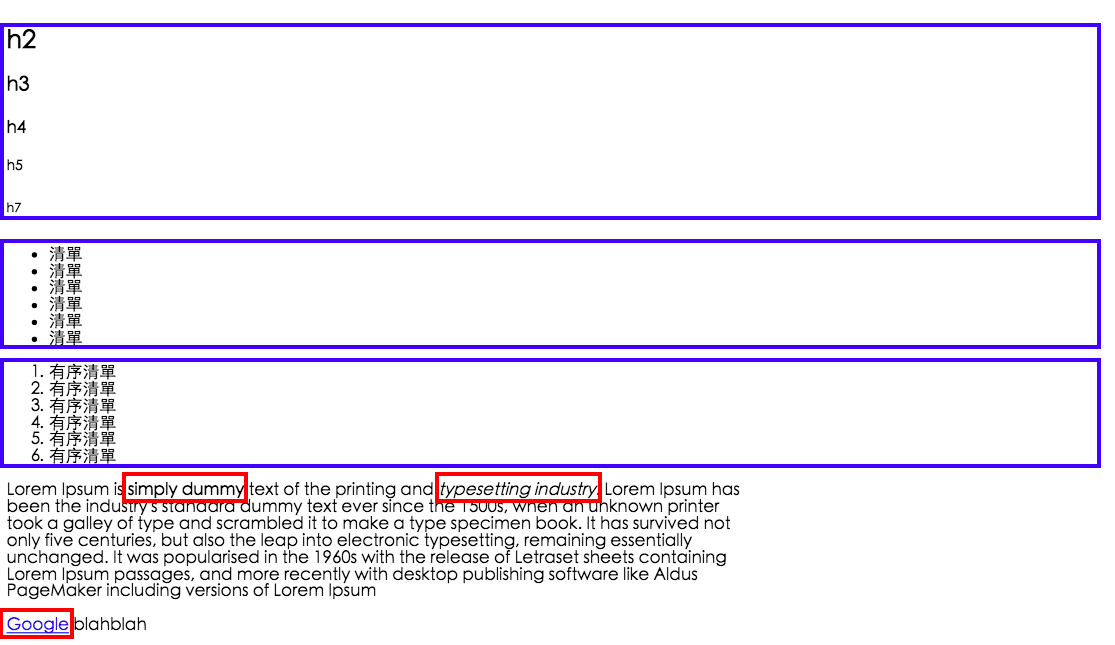 h2
h3
h4
h5
h7
• 清單
• 清單
• 清單
• 清單
• 清單
• 清單
1. 有序清單
2. 有序清單
3. 有序清單
4. 有序清單
5. 有序清單
6. 有序清單
Lorem Ipsum is simply dummy text of the printing and typesetting industry. Lorem Ipsum has
been the industry's standard dummy text ever since the 1500s, when an unknown printer
took a galley of type and scrambled it to make a type specimen book. It has survived not
only five centuries, but also the leap into electronic typesetting, remaining essentially
unchanged. It was popularised in the 1960s with the release of Letraset sheets containing
Lorem Ipsum passages, and more recently with desktop publishing software like Aldus
PageMaker including versions of Lorem Ipsum
Google blahblah